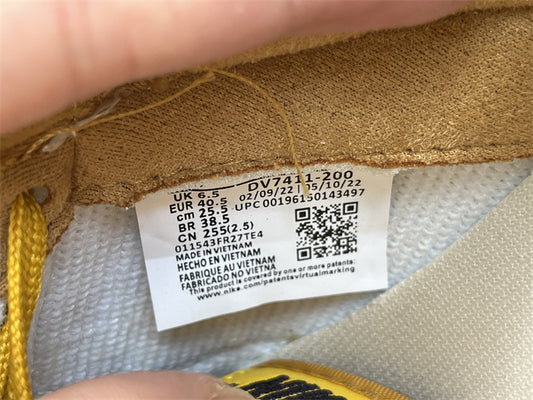 DV7411-200
UK 6.5 02/09/22 05/10/22
EUR 40.5 UPC 00196150143497
cm 25.5
BR 38.5
CN 255(2.5)
011543FR27TE4
MADE IN VIETNAM
HECHO EN VIETNAM
FABRIQUE AU VIETNAM
FABRICADO NO VIETNA
This product is covered by one or more patents
www.nike.com/patentsvirtualmarking